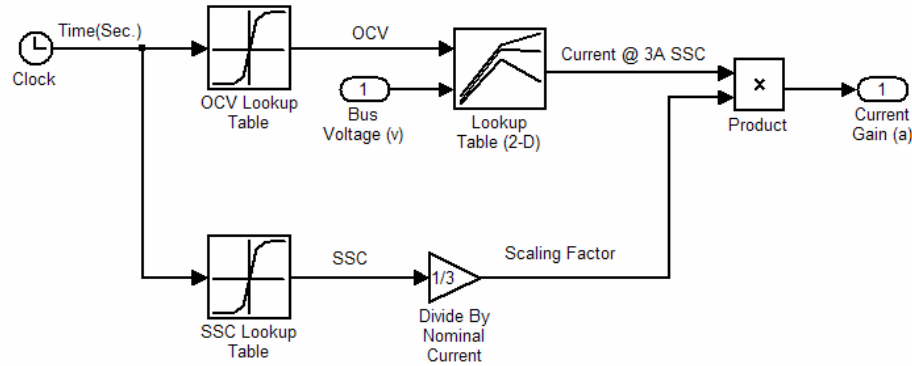 Time(Sec.)
Clock
OCV Lookup
Table
OCV
1
Bus
Voltage (v)
Lookup
Table (2-D)
Current @ 3A SSC
×
Product
1
Current
Gain (a)
SSC Lookup
Table
SSC
1/3
Divide By
Nominal
Current
Scaling Factor